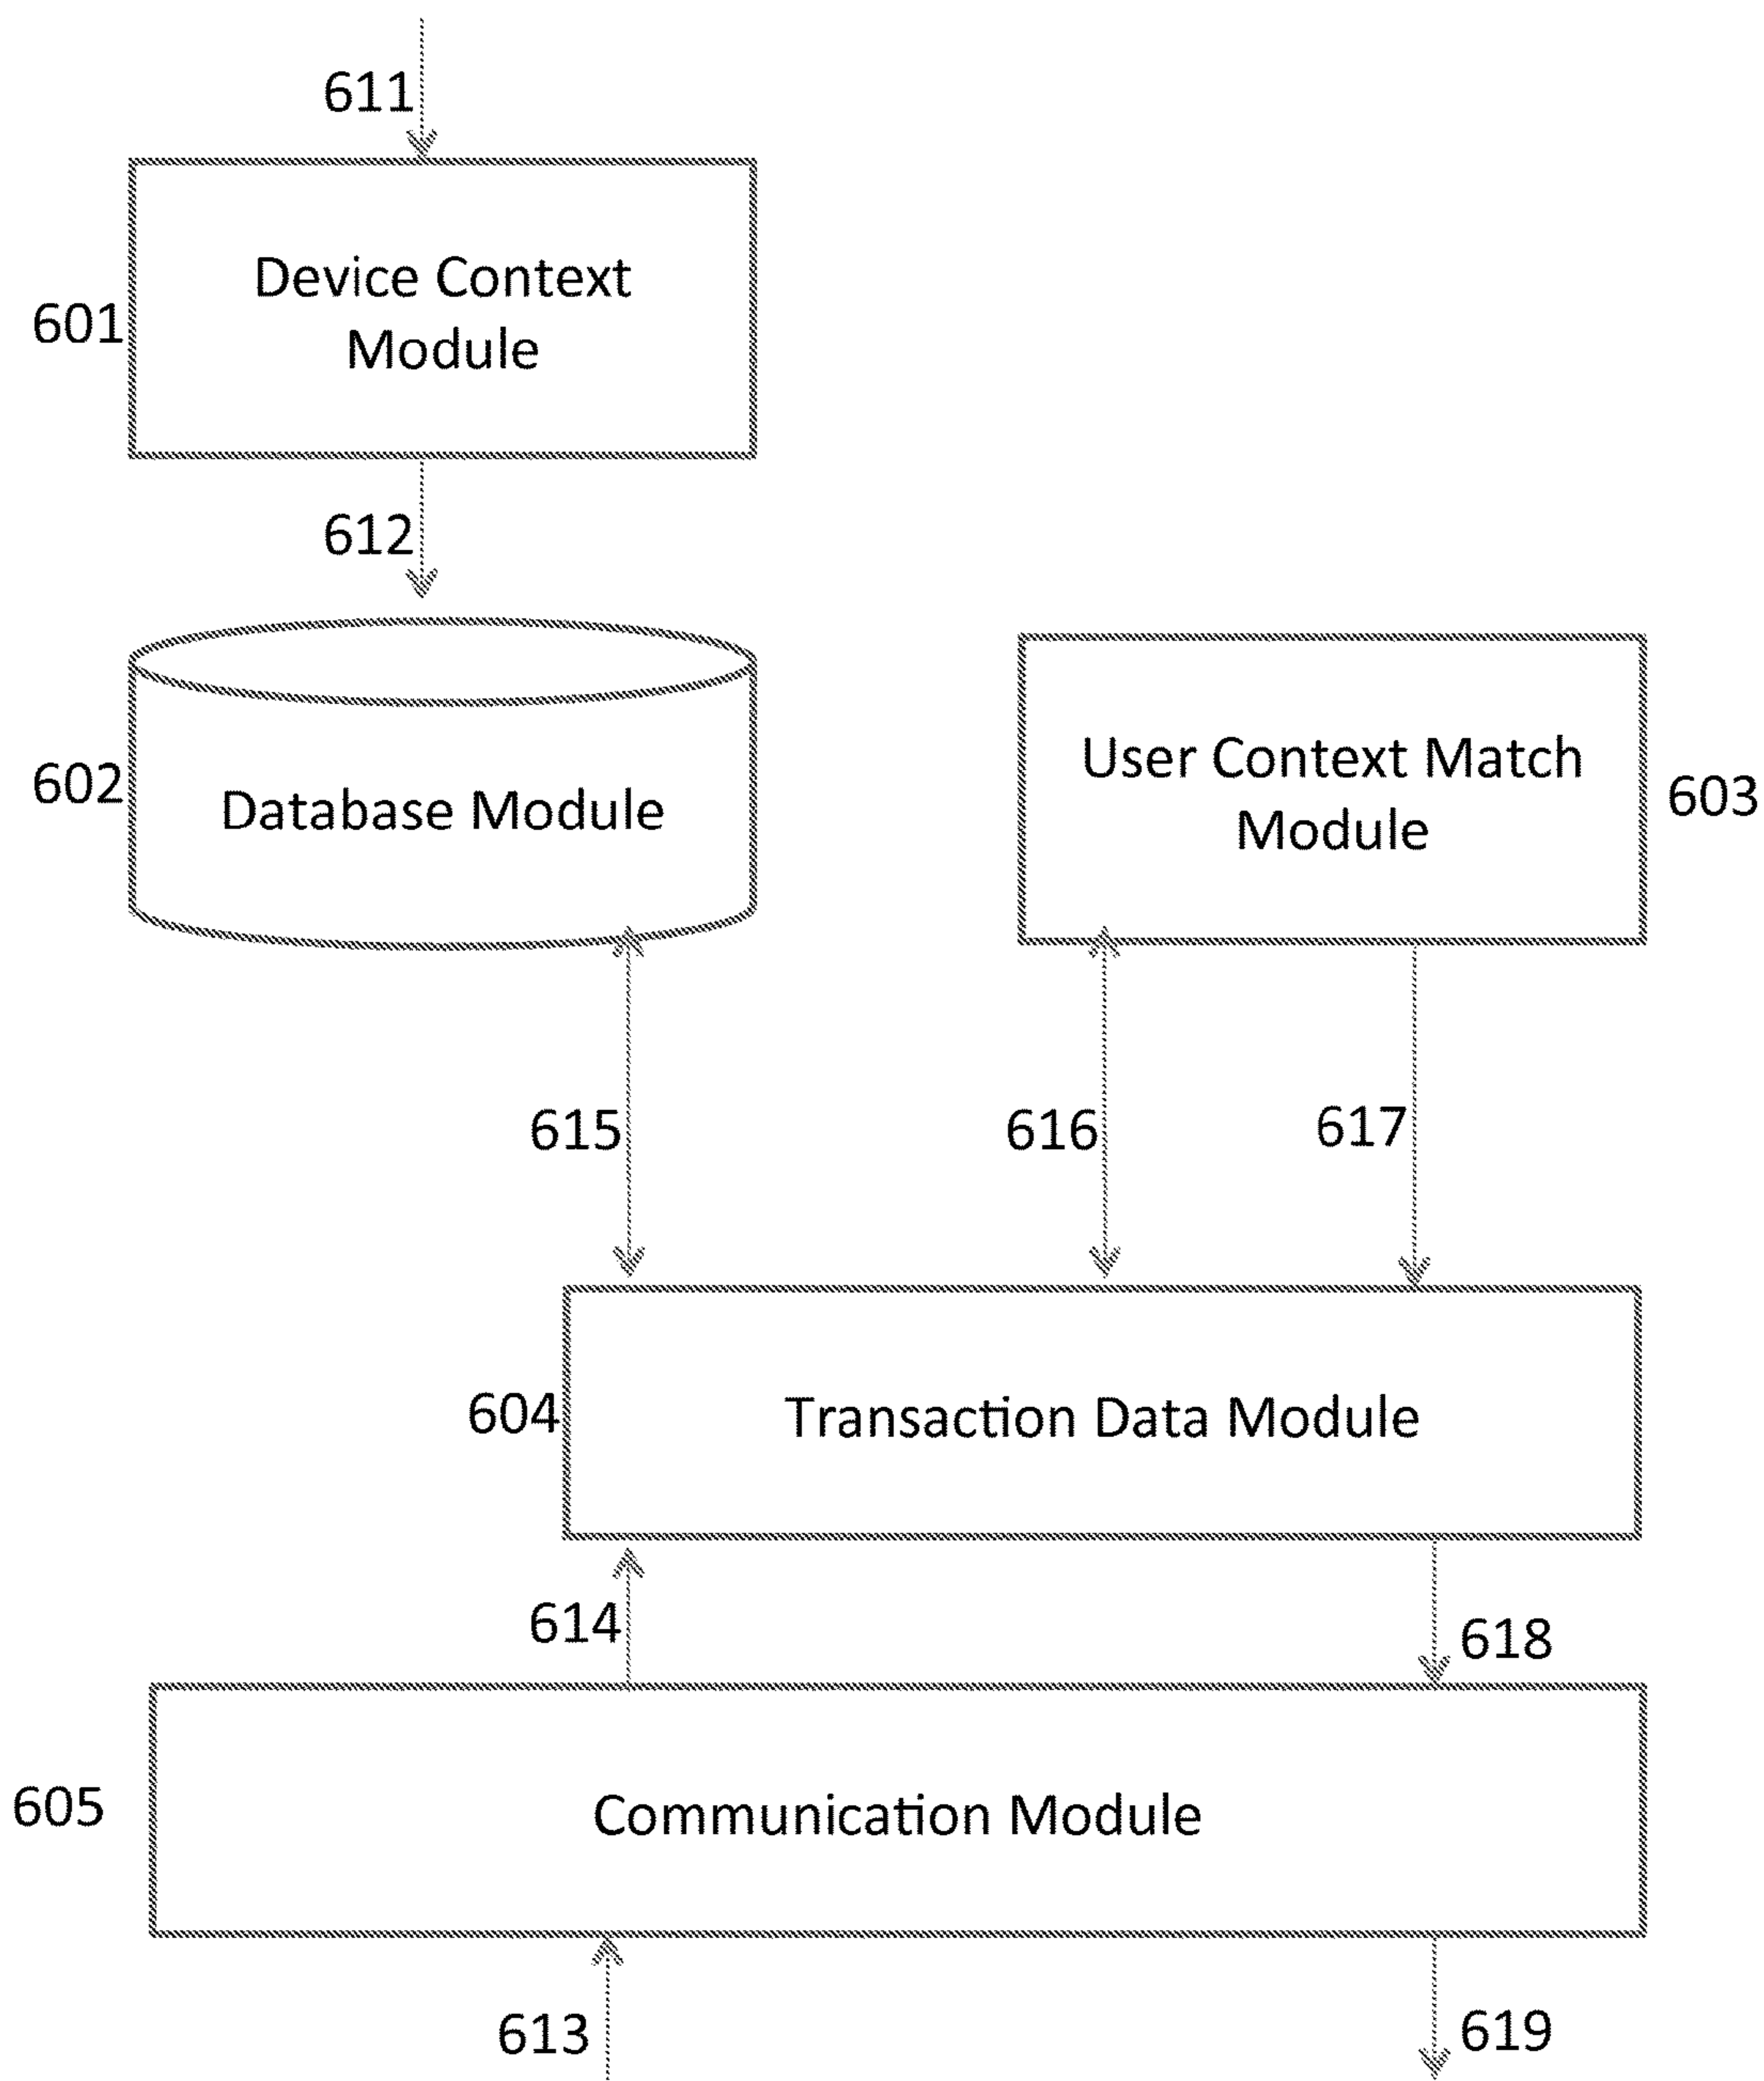 611
Device Context
Module
601
612
602
Database Module
User Context Match
Module
603
615
616
617
604
Transaction Data Module
614
618
605
Communication Module
613
619